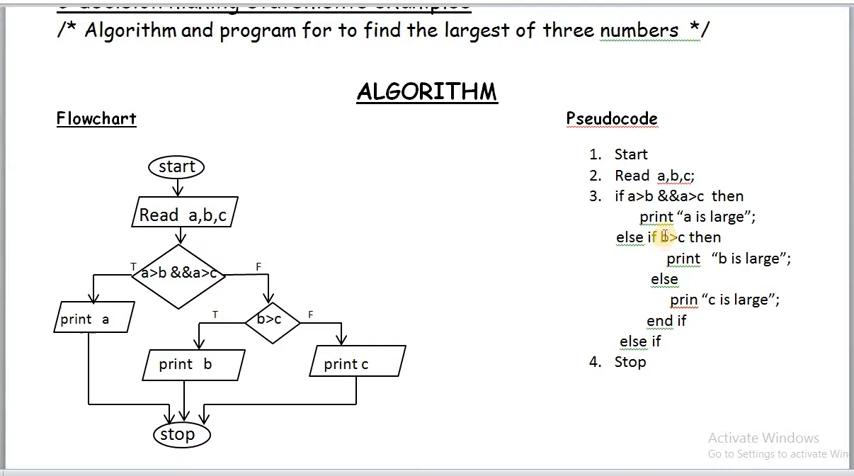 /* Algorithm and program for to find the largest of three numbers */
ALGORITHM
Flowchart
start
Read a,b,c
a>b &&a>c
T
F
print a
b>c
T
F
print b
print c
stop
Pseudocode
1. Start
2. Read a,b,c;
3. if a>b &&a>c then
print "a is large";
else if b>c then
print "b is large";
else
prin "c is large";
end if
else if
4. Stop
Activate Windows
Go to Settings to activate Win